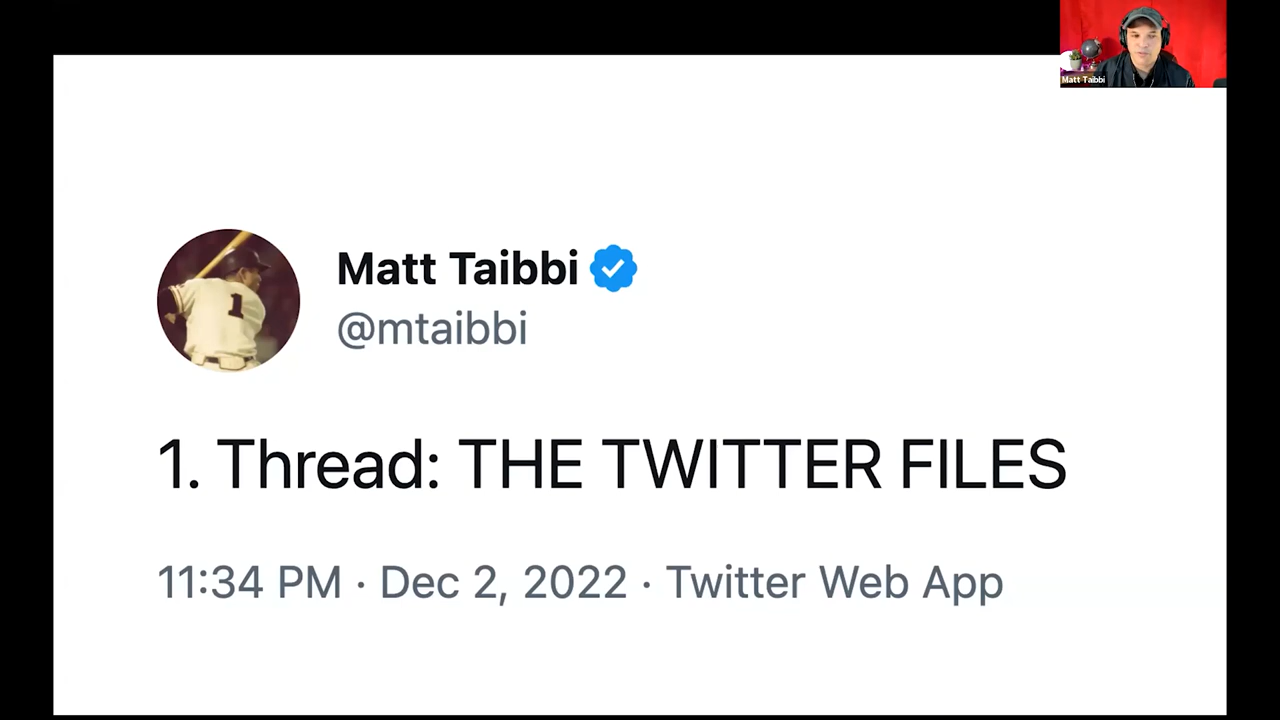 Matt Taibbi
Matt Taibbi
@mtaibbi
1
1. Thread: THE TWITTER FILES
11:34 PM · Dec 2, 2022 · Twitter Web App